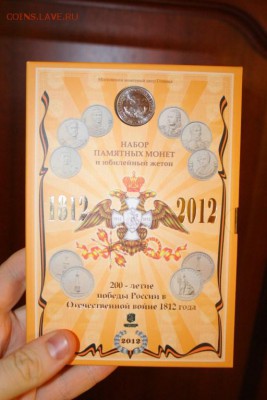 COINS.LAVE.RU
НАБОР
ПАМЯТНЫХ МОНЕТ
и юбилейный жетон
1812 2012
200 - летие
победы России в
Отечественной войне 1812 года
2012